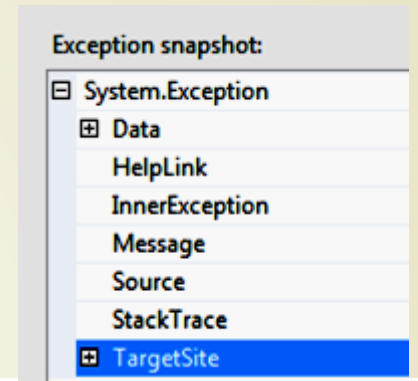 Exception snapshot:
System.Exception
Data
HelpLink
InnerException
Message
Source
StackTrace
TargetSite